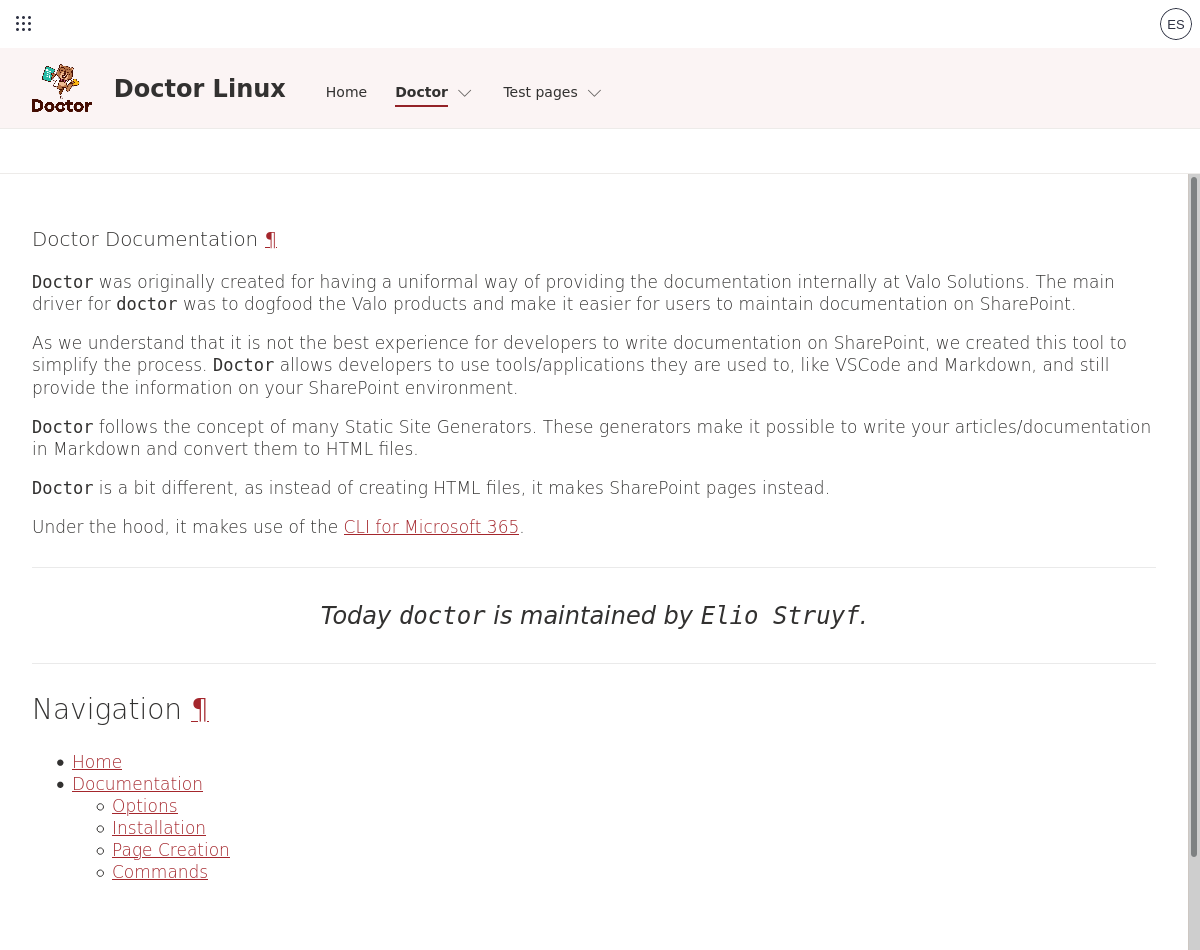 ES
Doctor
Doctor Linux
Home
Doctor
Test pages
Doctor Documentation ¶
Doctor was originally created for having a uniformal way of providing the documentation internally at Valo Solutions. The main
driver for doctor was to dogfood the Valo products and make it easier for users to maintain documentation on SharePoint.
As we understand that it is not the best experience for developers to write documentation on SharePoint, we created this tool to
simplify the process. Doctor allows developers to use tools/applications they are used to, like VSCode and Markdown, and still
provide the information on your SharePoint environment.
Doctor follows the concept of many Static Site Generators. These generators make it possible to write your articles/documentation
in Markdown and convert them to HTML files.
Doctor is a bit different, as instead of creating HTML files, it makes SharePoint pages instead.
Under the hood, it makes use of the CLI for Microsoft 365.
Today doctor is maintained by Elio Struyf.
Navigation ¶
Home
Documentation
Options
Installation
Page Creation
Commands